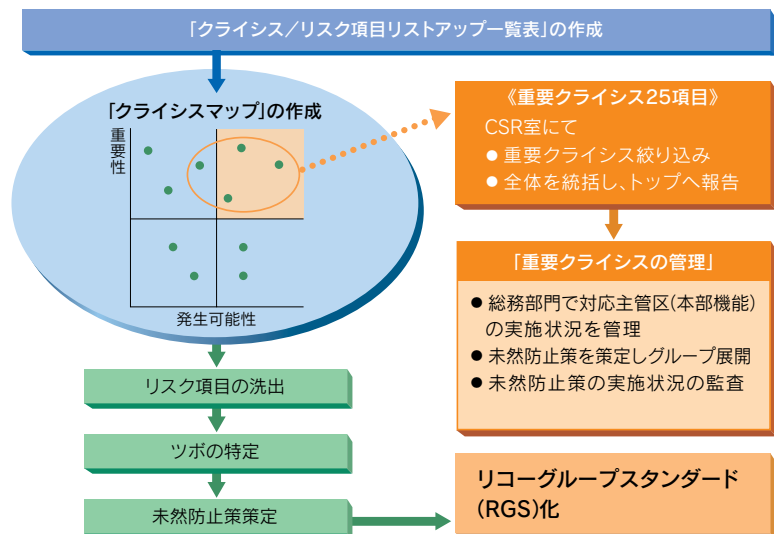 「クライシス／リスク項目リストアップ一覧表」の作成
「クライシスマップ」の作成
重要性
発生可能性
リスク項目の洗出
ツボの特定
未然防止策策定
《重要クライシス25項目》
CSR室にて
● 重要クライシス絞り込み
● 全体を統括し、トップへ報告
「重要クライシスの管理」
● 総務部門で対応主管区(本部機能)
の実施状況を管理
● 未然防止策を策定しグループ展開
● 未然防止策の実施状況の監査
リコーグループスタンダード
(RGS)化